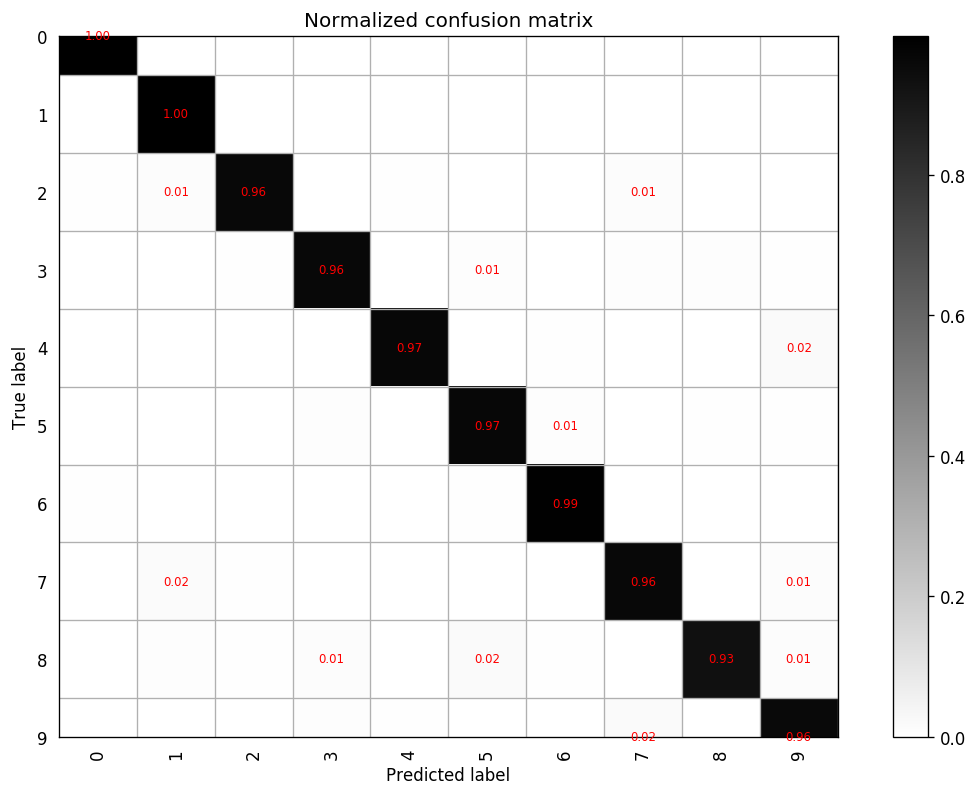 Normalized confusion matrix
0 1.00
1 1.00
2 0.01 0.96 0.01
3 0.96 0.01
4 0.97 0.02
5 0.97 0.01
6 0.99
7 0.02 0.96 0.01
8 0.01 0.02 0.93 0.01
9 0.02 0.96
True label
0 1 2 3 4 5 6 7 8 9
Predicted label
0.8
0.6
0.4
0.2
0.0